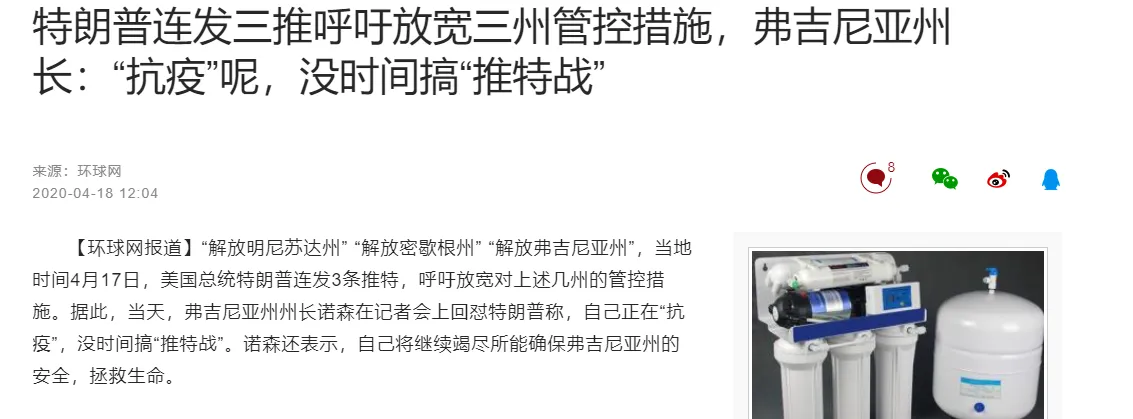 特朗普连发三推呼吁放宽三州管控措施，弗吉尼亚州
长：“抗疫”呢，没时间搞“推特战”
来源：环球网
2020-04-18 12:04
8
【环球网报道】“解放明尼苏达州” “解放密歇根州” “解放弗吉尼亚州”，当地
时间4月17日，美国总统特朗普连发3条推特，呼吁放宽对上述几州的管控措
施。据此，当天，弗吉尼亚州州长诺森在记者会上回怼特朗普称，自己正在“抗
疫”，没时间搞“推特战”。诺森还表示，自己将继续竭尽所能确保弗吉尼亚州的
安全，拯救生命。